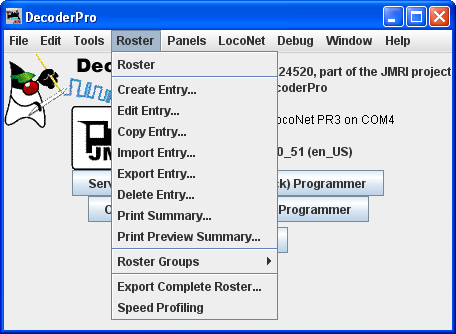 DecoderPro
File Edit Tools Roster Panels LocoNet Debug Window Help
Roster
Create Entry...
Edit Entry...
Copy Entry...
Import Entry...
Export Entry...
Delete Entry...
Print Summary...
Print Preview Summary...
Roster Groups
Export Complete Roster...
Speed Profiling
Dec
24520, part of the JMRI project
coderPro
ocoNet PR3 on COM4
JM
0_51 (en_US)
Serv
k) Programmer
Programmer